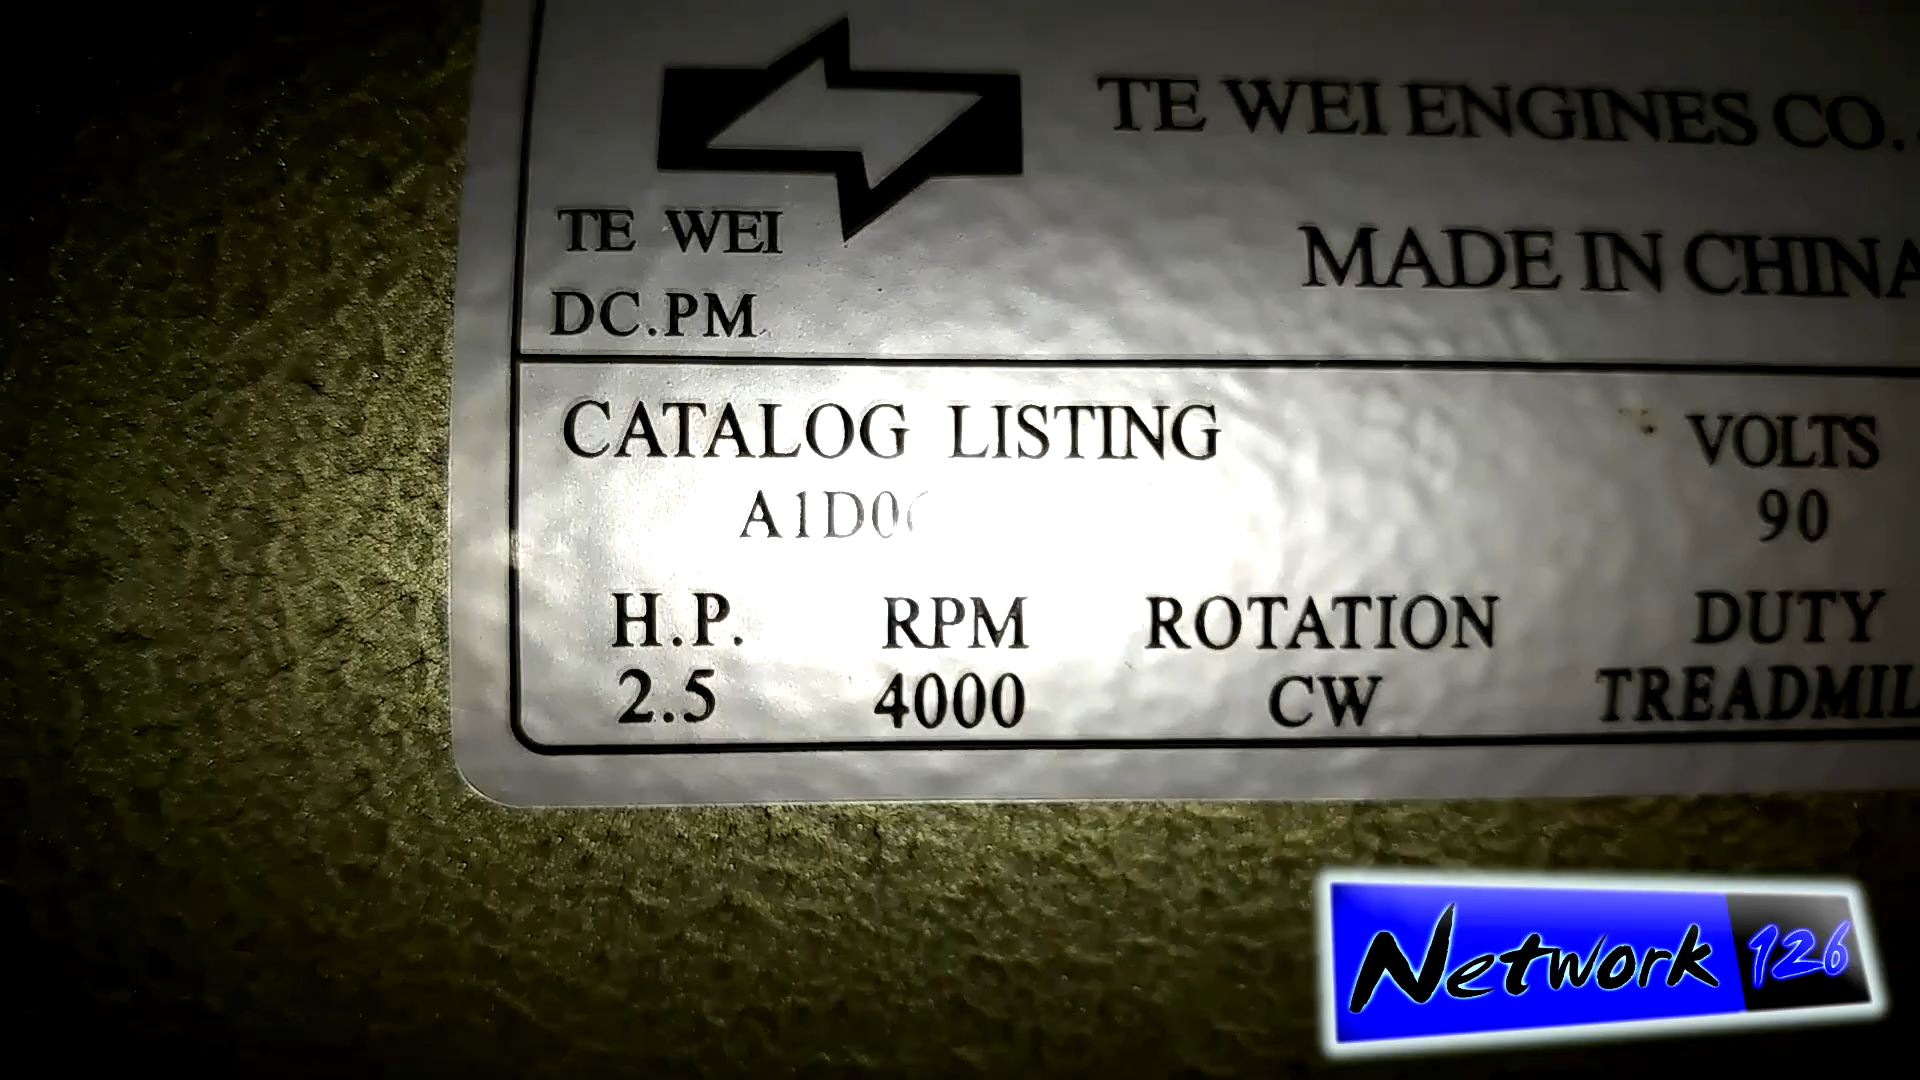 TE WEI ENGINES CO.
TE WEI
MADE IN CHINA
DC.PM
CATALOG LISTING
VOLTS
90
H.P.
RPM
ROTATION
DUTY
2.5
4000
CW
Network 126